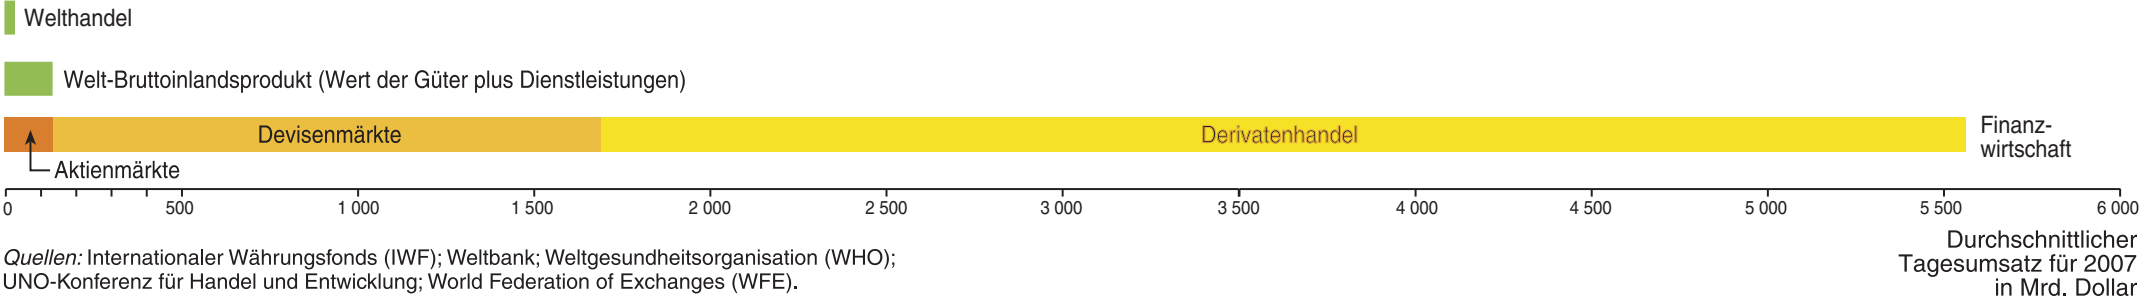 Welthandel
Welt-Bruttoinlandsprodukt (Wert der Güter plus Dienstleistungen)
Devisenmärkte
Derivatenhandel
Finanz-
wirtschaft
Aktienmärkte
0 500 1 000 1 500 2 000 2 500 3 000 3 500 4 000 4 500 5 000 5 500 6 000
Durchschnittlicher
Tagesumsatz für 2007
in Mrd. Dollar
Quellen: Internationaler Währungsfonds (IWF); Weltbank; Weltgesundheitsorganisation (WHO);
UNO-Konferenz für Handel und Entwicklung; World Federation of Exchanges (WFE).